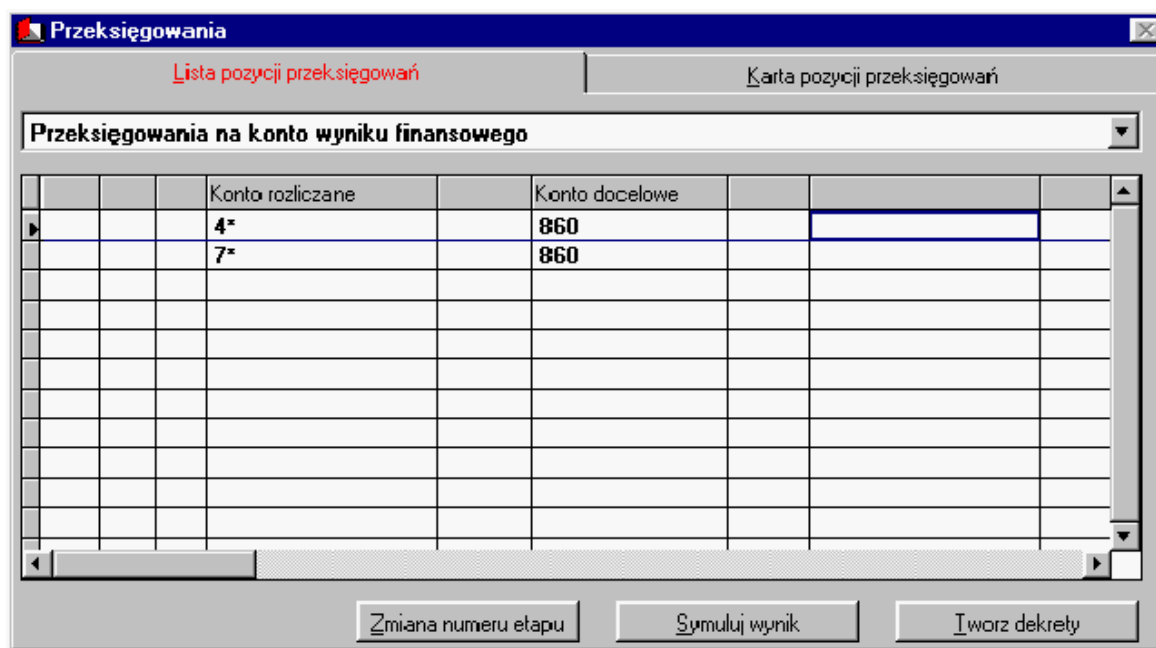 Przeksięgowania
Lista pozycji przeksięgowań Karta pozycji przeksięgowań
Przeksięgowania na konto wyniku finansowego
Konto rozliczane Konto docelowe
4* 860
7* 860
Zmiana numeru etapu Symuluj wynik Tworz dekrety